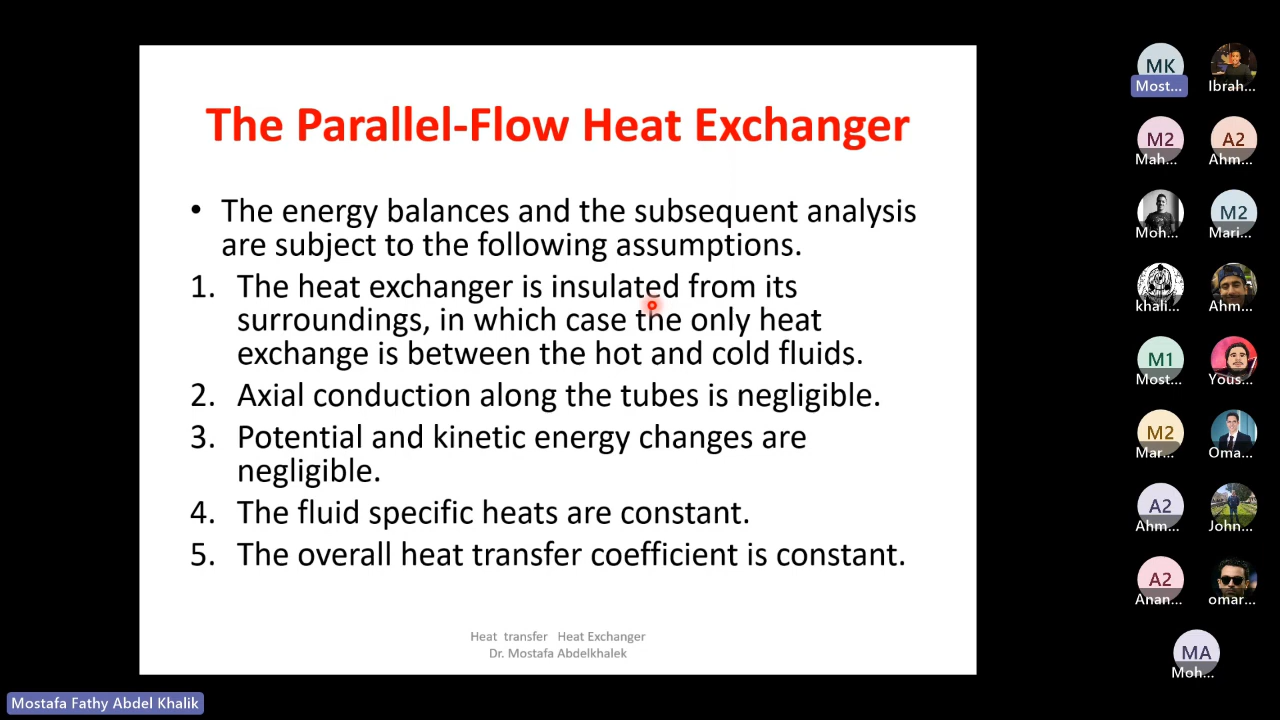 The Parallel-Flow Heat Exchanger
• The energy balances and the subsequent analysis
are subject to the following assumptions.
1. The heat exchanger is insulated from its
surroundings, in which case the only heat
exchange is between the hot and cold fluids.
2. Axial conduction along the tubes is negligible.
3. Potential and kinetic energy changes are
negligible.
4. The fluid specific heats are constant.
5. The overall heat transfer coefficient is constant.
Heat transfer Heat Exchanger
Dr. Mostafa Abdelkhalek
Mostafa Fathy Abdel Khalik
MK
Most...
Ibrah...
M2
Mah...
A2
Ahm...
Moh...
M2
Mari...
khali...
Ahm...
M1
Most...
Yous...
M2
Mar...
Oma...
A2
Ahm...
John...
A2
Anan...
omar...
MA
Moh...